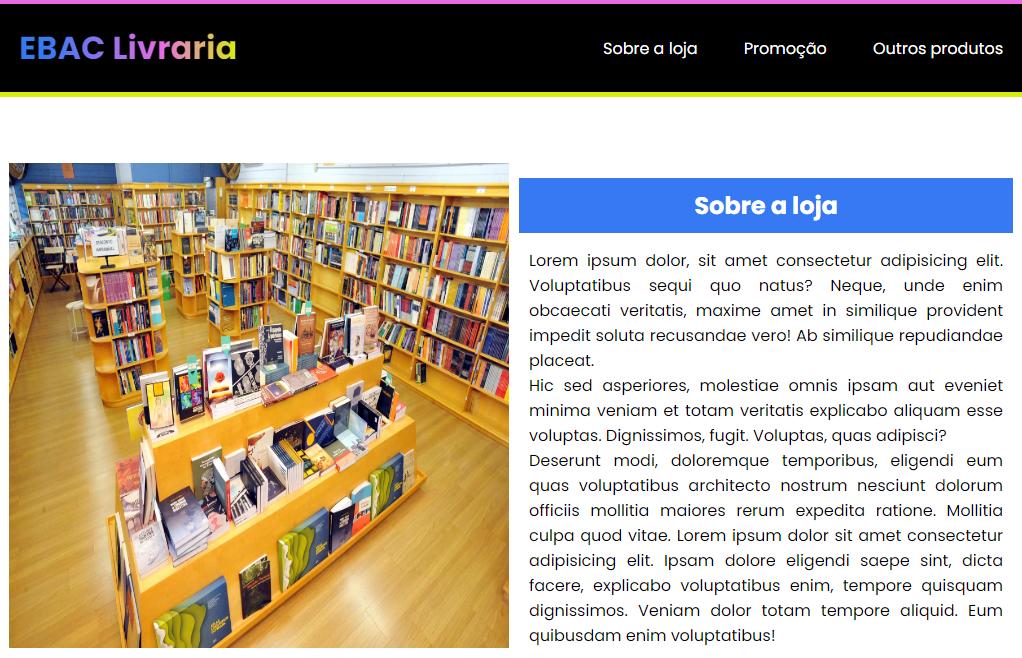 EBAC Livraria
Sobre a loja
Promoção
Outros produtos
Sobre a loja
Lorem ipsum dolor, sit amet consectetur adipisicing elit.
Voluptatibus sequi quo natus? Neque, unde enim
obcaecati veritatis, maxime amet in similique provident
impedit soluta recusandae vero! Ab similique repudiandae
placeat.
Hic sed asperiores, molestiae omnis ipsam aut eveniet
minima veniam et totam veritatis explicabo aliquam esse
voluptas. Dignissimos, fugit. Voluptas, quas adipisci?
Deserunt modi, doloremque temporibus, eligendi eum
quas voluptatibus architecto nostrum nesciunt dolorum
officiis mollitia maiores rerum expedita ratione. Mollitia
culpa quod vitae. Lorem ipsum dolor sit amet consectetur
adipisicing elit. Ipsam dolore eligendi saepe sint, dicta
facere, explicabo voluptatibus enim, tempore quisquam
dignissimos. Veniam dolor totam tempore aliquid. Eum
quibusdam enim voluptatibus!